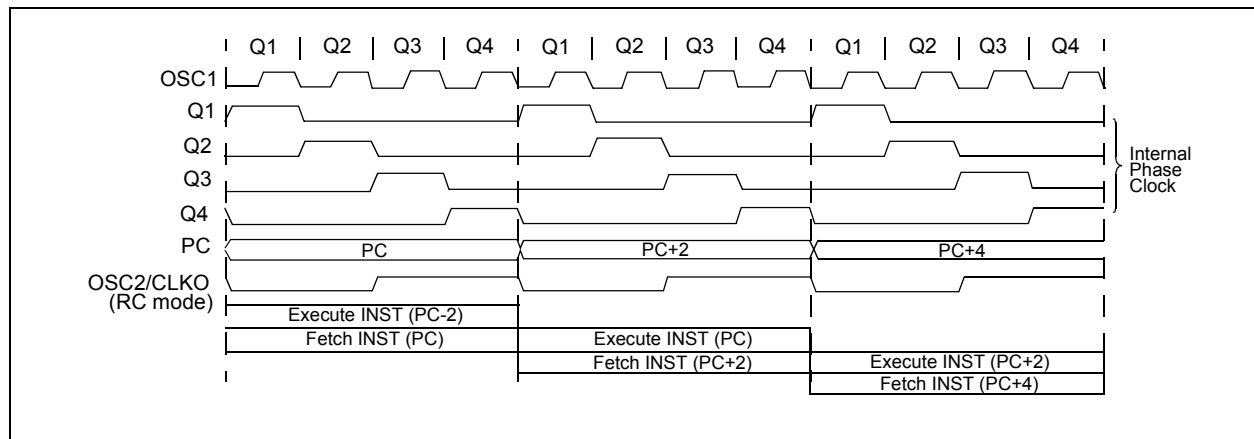 Q1 Q2 Q3 Q4 Q1 Q2 Q3 Q4 Q1 Q2 Q3 Q4
OSC1
Q1
Q2
Q3
Q4
Internal
Phase
Clock
PC PC PC+2 PC+4
OSC2/CLKO
(RC mode)
Execute INST (PC-2)
Fetch INST (PC) Execute INST (PC)
Fetch INST (PC+2) Execute INST (PC+2)
Fetch INST (PC+4)